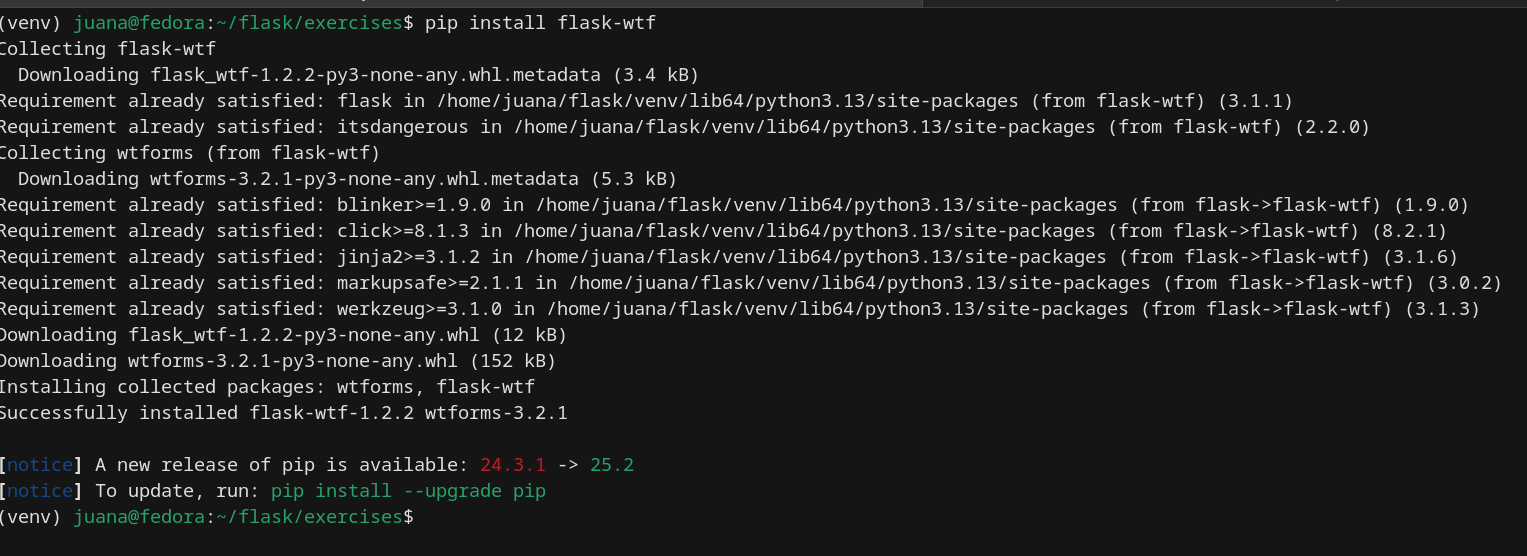 (venv) juana@fedora:~/flask/exercises$ pip install flask-wtf
Collecting flask-wtf
  Downloading flask_wtf-1.2.2-py3-none-any.whl.metadata (3.4 kB)
Requirement already satisfied: flask in /home/juana/flask/venv/lib64/python3.13/site-packages (from flask-wtf) (3.1.1)
Requirement already satisfied: itsdangerous in /home/juana/flask/venv/lib64/python3.13/site-packages (from flask-wtf) (2.2.0)
Collecting wtforms (from flask-wtf)
  Downloading wtforms-3.2.1-py3-none-any.whl.metadata (5.3 kB)
Requirement already satisfied: blinker>=1.9.0 in /home/juana/flask/venv/lib64/python3.13/site-packages (from flask->flask-wtf) (1.9.0)
Requirement already satisfied: click>=8.1.3 in /home/juana/flask/venv/lib64/python3.13/site-packages (from flask->flask-wtf) (8.2.1)
Requirement already satisfied: jinja2>=3.1.2 in /home/juana/flask/venv/lib64/python3.13/site-packages (from flask->flask-wtf) (3.1.6)
Requirement already satisfied: markupsafe>=2.1.1 in /home/juana/flask/venv/lib64/python3.13/site-packages (from flask->flask-wtf) (3.0.2)
Requirement already satisfied: werkzeug>=3.1.0 in /home/juana/flask/venv/lib64/python3.13/site-packages (from flask->flask-wtf) (3.1.3)
Downloading flask_wtf-1.2.2-py3-none-any.whl (12 kB)
Downloading wtforms-3.2.1-py3-none-any.whl (152 kB)
Installing collected packages: wtforms, flask-wtf
Successfully installed flask-wtf-1.2.2 wtforms-3.2.1

[notice] A new release of pip is available: 24.3.1 -> 25.2
[notice] To update, run: pip install --upgrade pip
(venv) juana@fedora:~/flask/exercises$